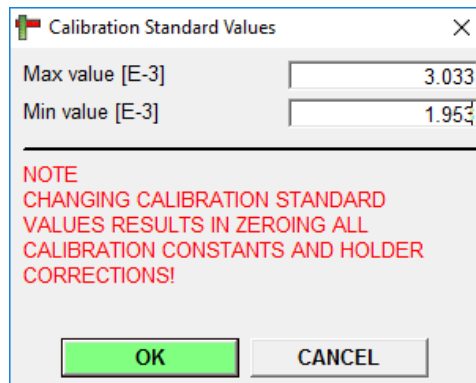 Calibration Standard Values
Max value [E-3] 3.033
Min value [E-3] 1.953
NOTE
CHANGING CALIBRATION STANDARD
VALUES RESULTS IN ZEROING ALL
CALIBRATION CONSTANTS AND HOLDER
CORRECTIONS!
OK CANCEL